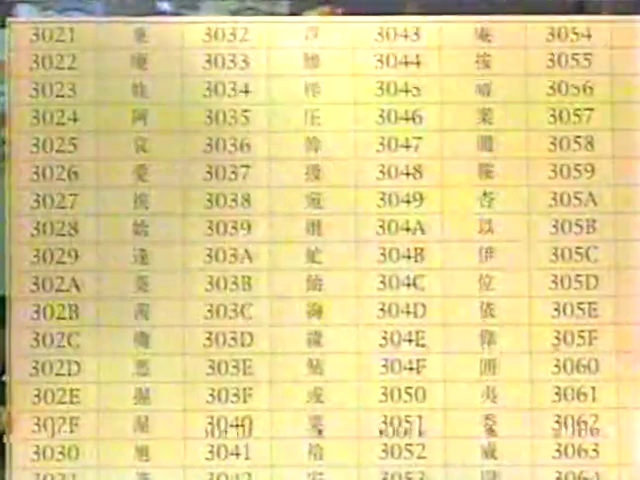 3021 亜 3032 3043 庵 3054
3022 唖 3033 3044 按 3055
3023 娃 3034 梓 3045 暗 3056
3024 阿 3035 圧 3046 案 3057
3025 哀 3036 斡 3047 闇 3058
3026 愛 3037 扱 3048 鞍 3059
3027 挨 3038 宛 3049 杏 305A
3028 姶 3039 姐 304A 以 305B
3029 逢 303A 虻 304B 伊 305C
302A 葵 303B 飴 304C 位 305D
302B 茜 303C 絢 304D 依 305E
302C 303D 綾 304E 偉 305F
302D 悪 303E 鮎 304F 囲 3060
302E 握 303F 或 3050 夷 3061
302F 渥 3040 3051 委 3062
3030 旭 3041 袷 3052 威 3063